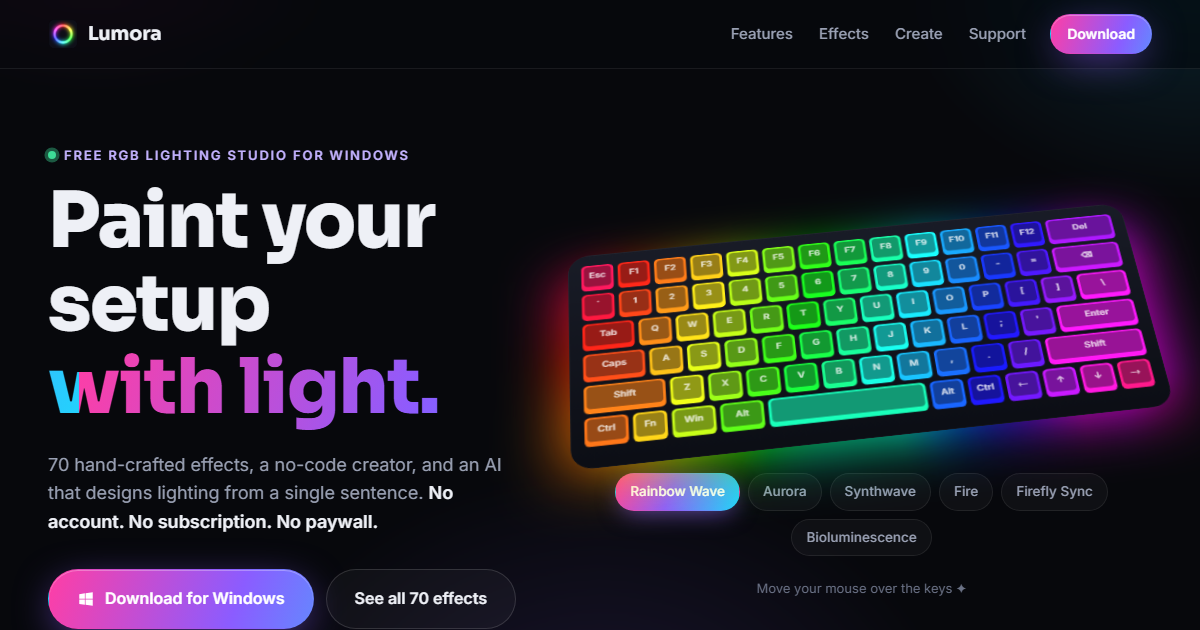 Lumora
Features Effects Create Support Download
FREE RGB LIGHTING STUDIO FOR WINDOWS
Paint your
setup
with light.
70 hand-crafted effects, a no-code creator, and an AI
that designs lighting from a single sentence. No
account. No subscription. No paywall.
Download for Windows See all 70 effects
Esc F1 F2 F3 F4 F5 F6 F7 F8 F9 F10 F11 F12 Del
1 2 3 4 5 6 7 8 9 0 ⌫
Tab Q W E R T Y U I O P [ ] \
Caps A S D F G H J K L ; ' Enter
Shift Z X C V B N M , . / Shift
Ctrl Fn Win Alt Alt Ctrl ← ↑ ↓ →
Rainbow Wave Aurora Synthwave Fire Firefly Sync
Bioluminescence
Move your mouse over the keys ✦